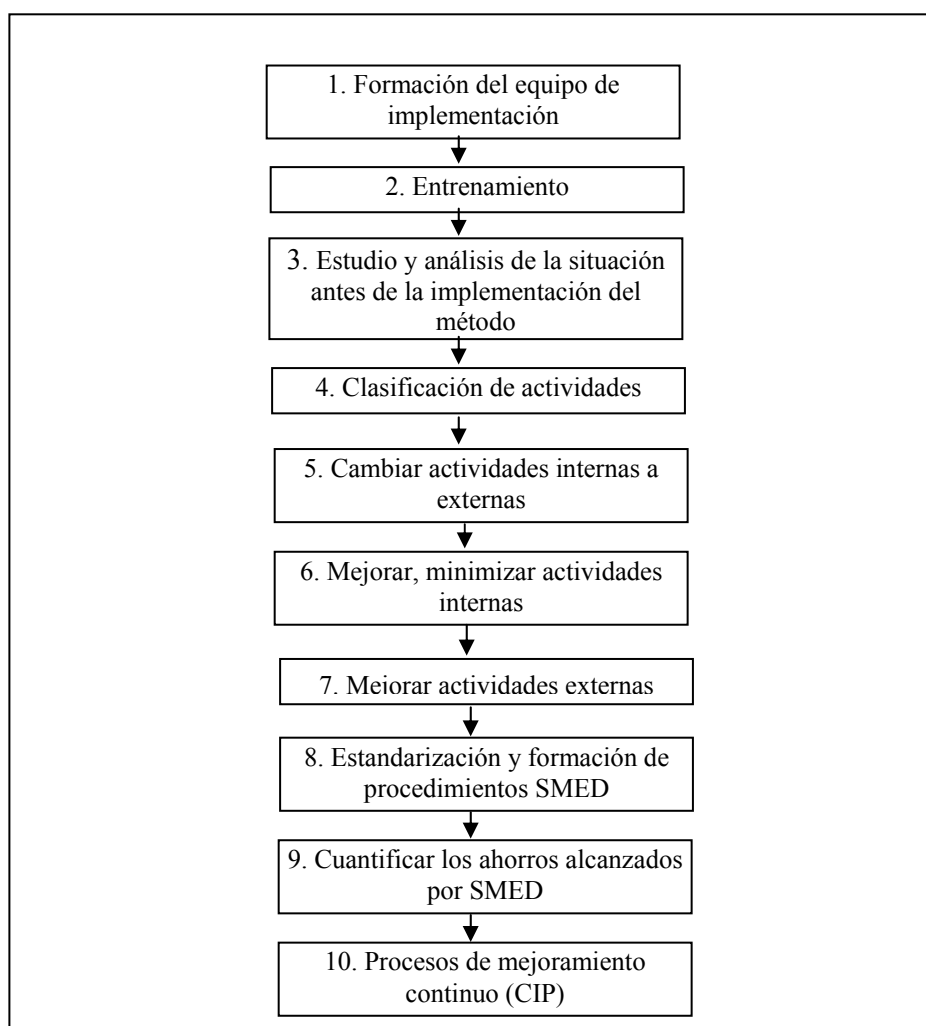 1. Formación del equipo de
implementación
2. Entrenamiento
3. Estudio y análisis de la situación
antes de la implementación del
método
4. Clasificación de actividades
5. Cambiar actividades internas a
externas
6. Mejorar, minimizar actividades
internas
7. Mejorar actividades externas
8. Estandarización y formación de
procedimientos SMED
9. Cuantificar los ahorros alcanzados
por SMED
10. Procesos de mejoramiento
continuo (CIP)